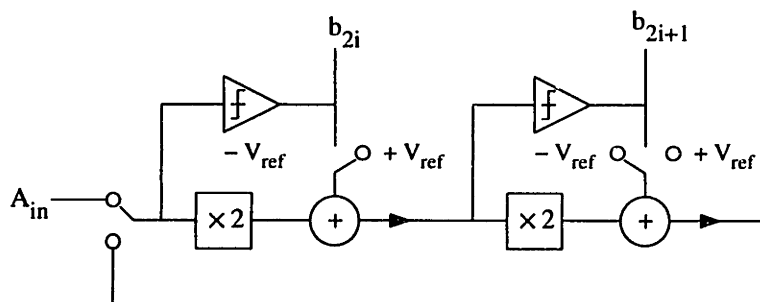 b2i
b2i+1
− Vref
+ Vref
− Vref
+ Vref
Ain
×2
+
×2
+